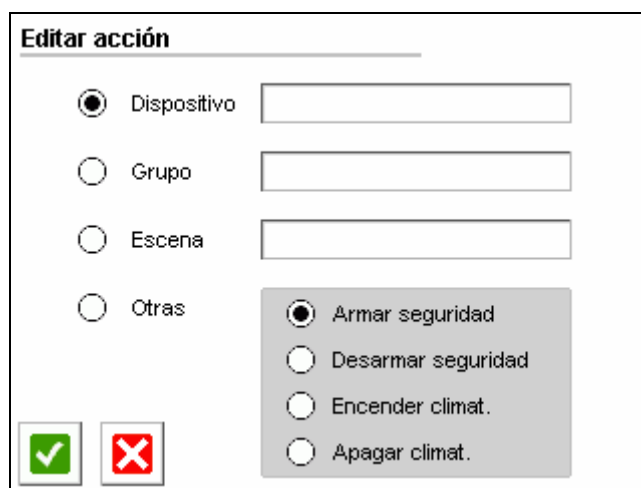 Editar acción
Dispositivo
Grupo
Escena
Otras
Armar seguridad
Desarmar seguridad
Encender climat.
Apagar climat.